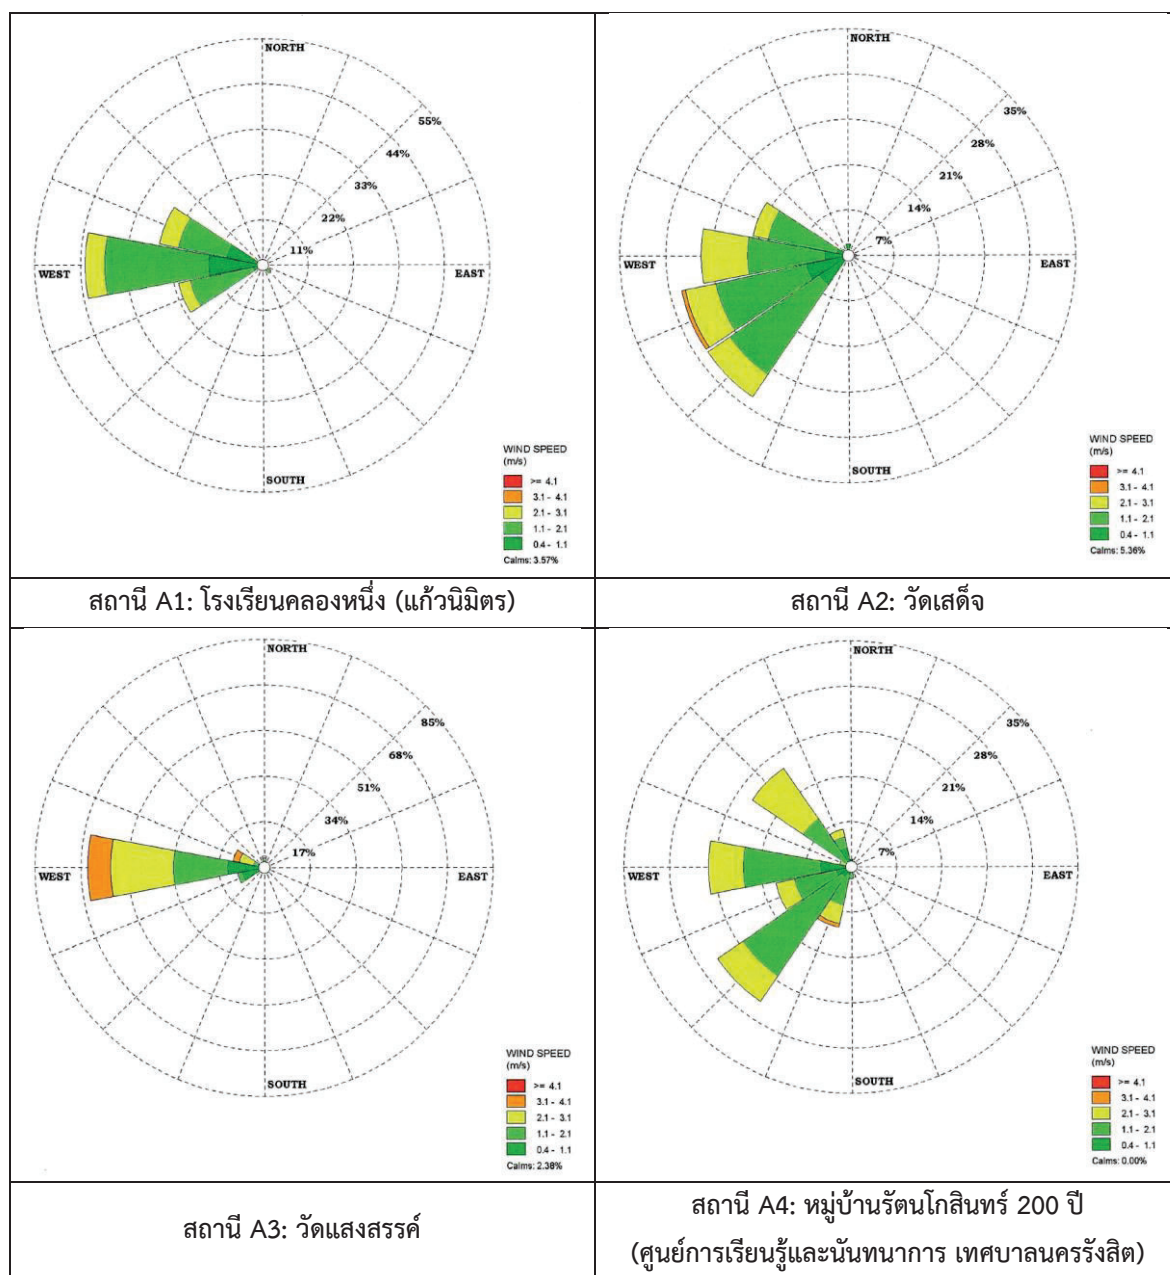 NORTH
55%
44%
33%
22%
11%
WEST
EAST
SOUTH
WIND SPEED
(m/s)
>= 4.1
3.1 - 4.1
2.1 - 3.1
1.1 - 2.1
0.4 - 1.1
Calms: 3.57%
NORTH
35%
28%
21%
14%
7%
WEST
EAST
SOUTH
WIND SPEED
(m/s)
>= 4.1
3.1 - 4.1
2.1 - 3.1
1.1 - 2.1
0.4 - 1.1
Calms: 5.36%
สถานี A1: โรงเรียนคลองหนึ่ง (แก้วนิมิตร)
สถานี A2: วัดเสด็จ
NORTH
85%
68%
51%
34%
17%
WEST
EAST
SOUTH
WIND SPEED
(m/s)
>= 4.1
3.1 - 4.1
2.1 - 3.1
1.1 - 2.1
0.4 - 1.1
Calms: 2.38%
NORTH
35%
28%
21%
14%
7%
WEST
EAST
SOUTH
WIND SPEED
(m/s)
>= 4.1
3.1 - 4.1
2.1 - 3.1
1.1 - 2.1
0.4 - 1.1
Calms: 0.00%
สถานี A3: วัดแสงสรรค์
สถานี A4: หมู่บ้านรัตนโกสินทร์ 200 ปี
(ศูนย์การเรียนรู้และนันทนาการ เทศบาลนครรังสิต)